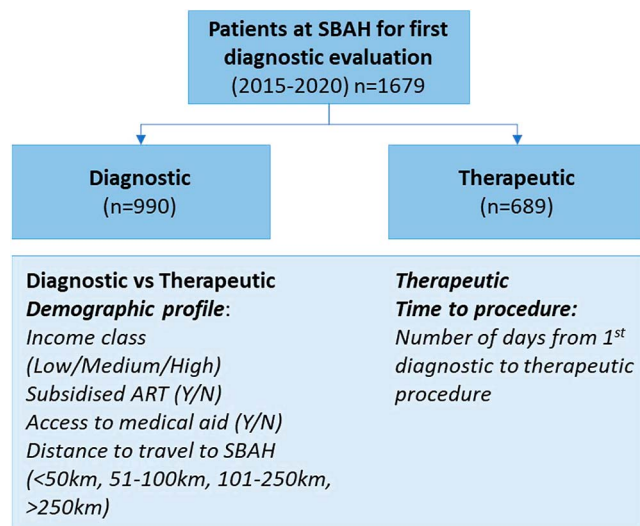 Patients at SBAH for first
diagnostic evaluation
(2015-2020) n=1679
Diagnostic
(n=990)
Therapeutic
(n=689)
Diagnostic vs Therapeutic
Demographic profile:
Income class
(Low/Medium/High)
Subsidised ART (Y/N)
Access to medical aid (Y/N)
Distance to travel to SBAH
(<50km, 51-100km, 101-250km,
>250km)
Therapeutic
Time to procedure:
Number of days from 1st
diagnostic to therapeutic
procedure